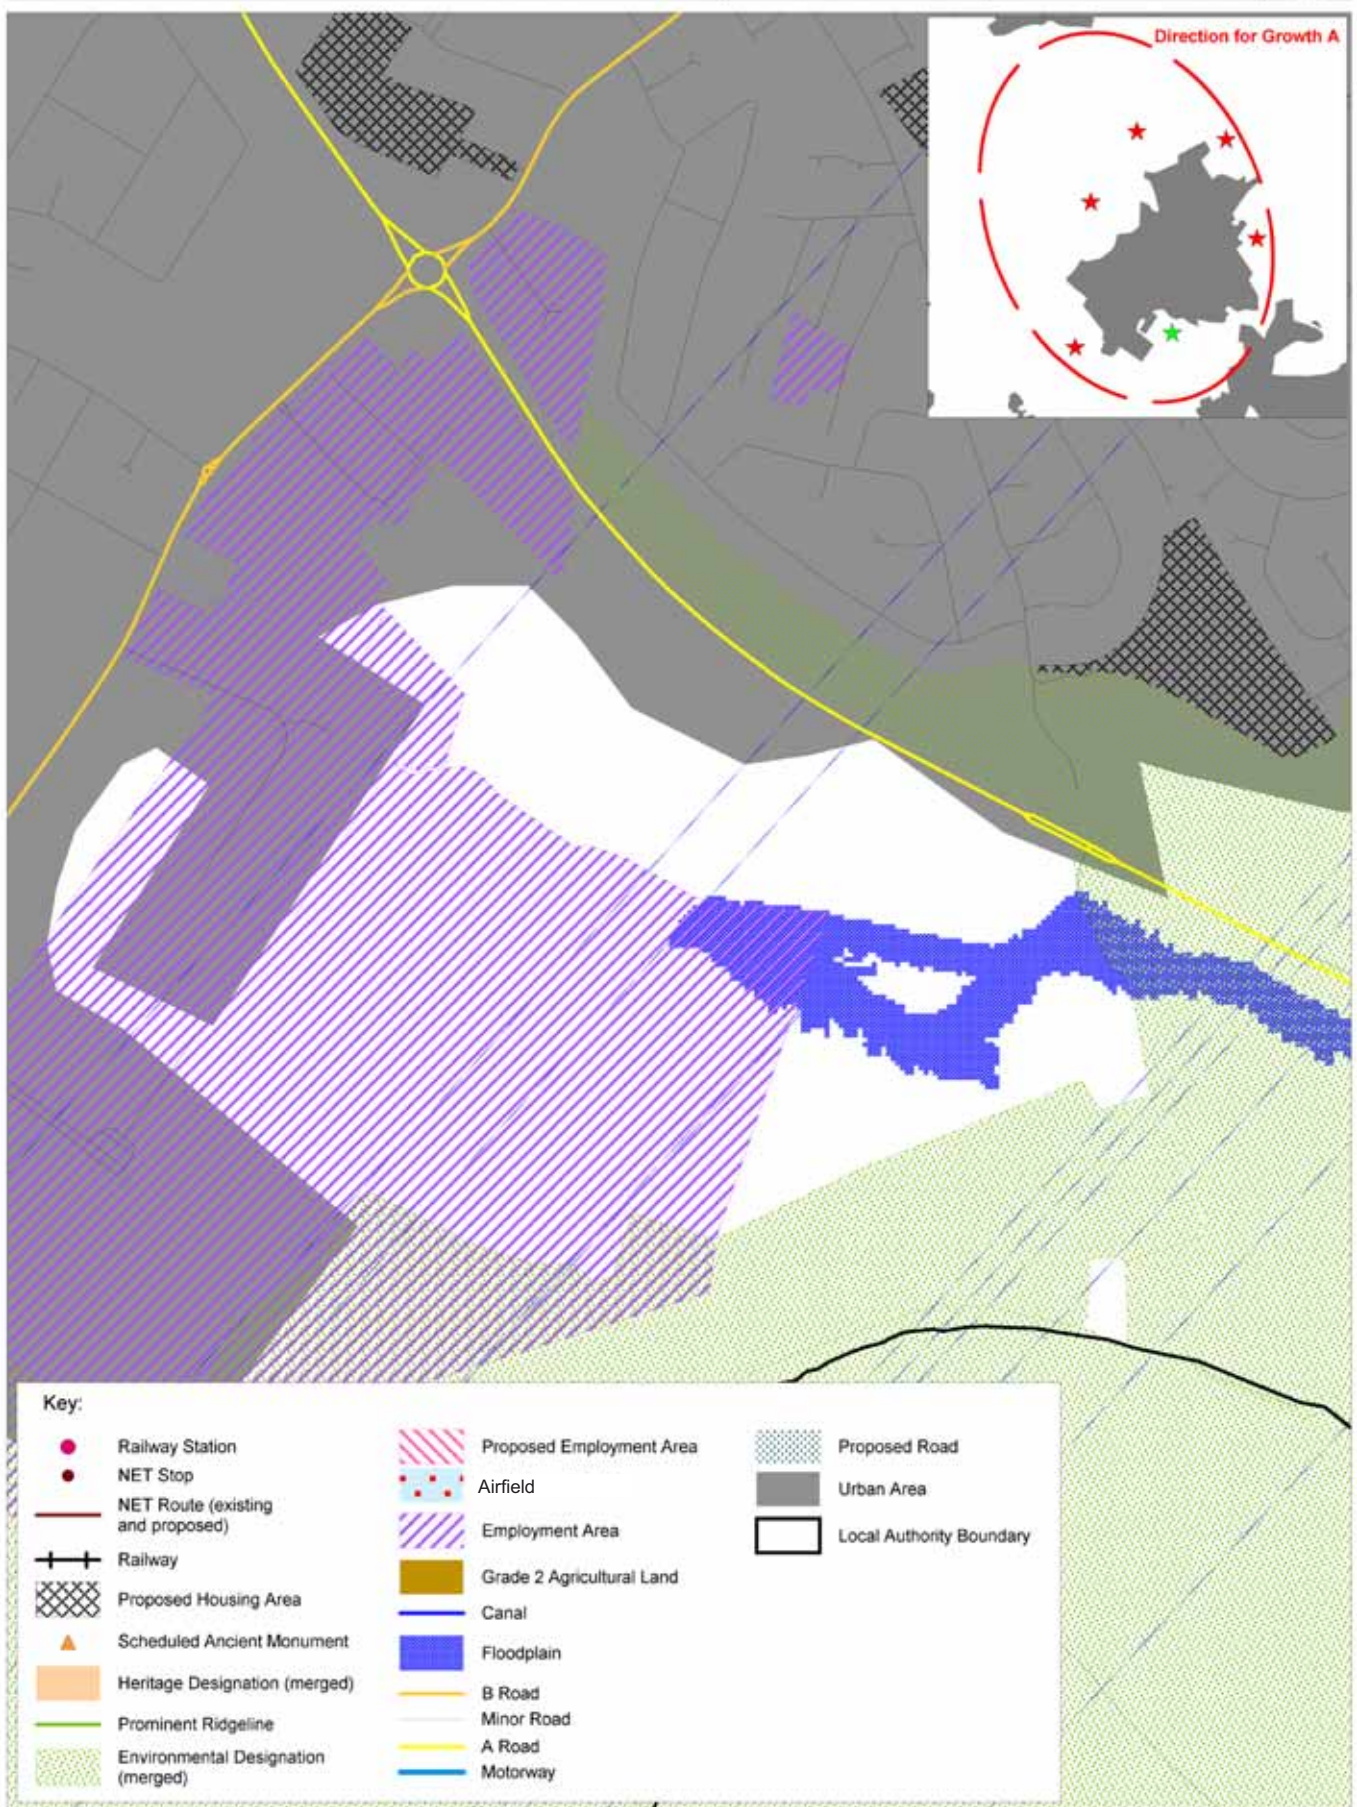 Direction for Growth A
Key:
Railway Station
NET Stop
NET Route (existing
and proposed)
Railway
Proposed Housing Area
Scheduled Ancient Monument
Heritage Designation (merged)
Prominent Ridgeline
Environmental Designation
(merged)
Proposed Employment Area
Airfield
Employment Area
Grade 2 Agricultural Land
Canal
Floodplain
B Road
Minor Road
A Road
Motorway
Proposed Road
Urban Area
Local Authority Boundary